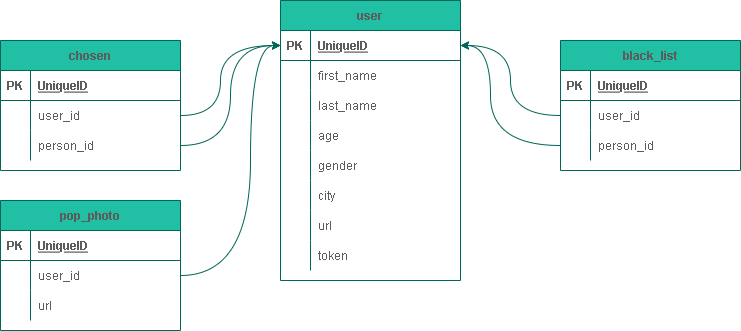 chosen
PK UniqueID
user_id
person_id
pop_photo
PK UniqueID
user_id
url
user
PK UniqueID
first_name
last_name
age
gender
city
url
token
black_list
PK UniqueID
user_id
person_id